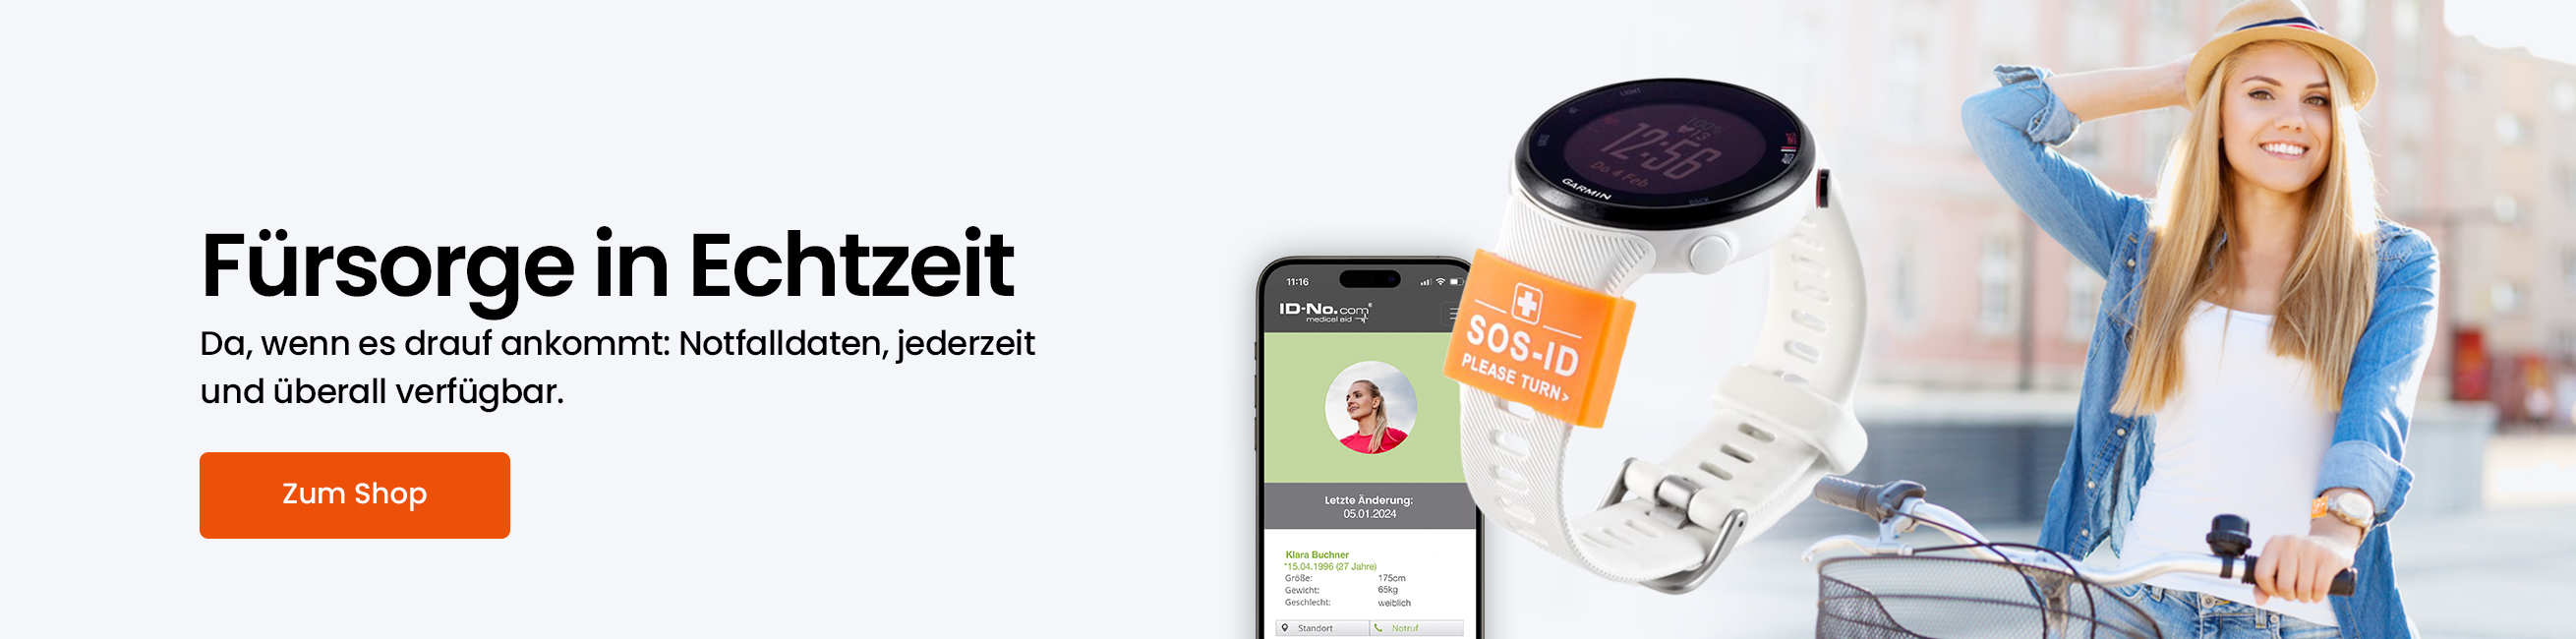 Fürsorge in Echtzeit
Da, wenn es drauf ankommt: Notfalldaten, jederzeit
und überall verfügbar.
Zum Shop
11:16
ID-No.com
medical aid
Letzte Änderung:
05.01.2024
Klara Buchner
*15.04.1996 (27 Jahre)
Größe: 175cm
Gewicht: 65kg
Geschlecht: weiblich
Standort Notruf
LIGHT
100%
13
12:56
Do 4 Feb
GARMIN
BACK
SOS-ID
PLEASE TURN>